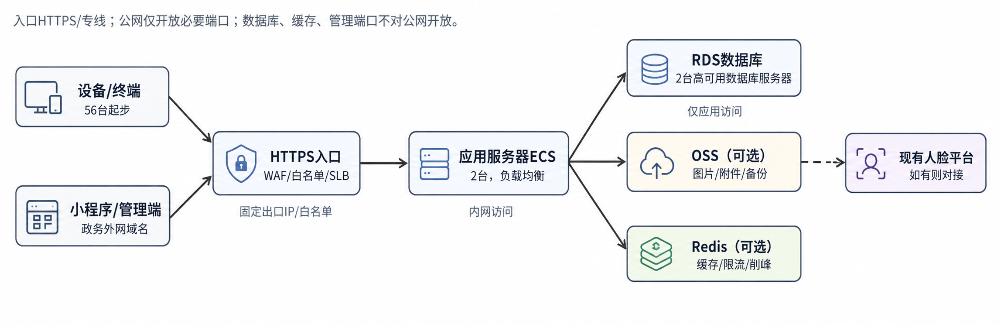 入口HTTPS/专线；公网仅开放必要端口；数据库、缓存、管理端口不对公网开放。
设备/终端
56台起步
小程序/管理端
政务外网域名
HTTPS入口
WAF/白名单/SLB
固定出口IP/白名单
应用服务器ECS
2台，负载均衡
内网访问
RDS数据库
2台高可用数据库服务器
仅应用访问
OSS（可选）
图片/附件/备份
Redis（可选）
缓存/限流/削峰
现有人脸平台
如有则对接